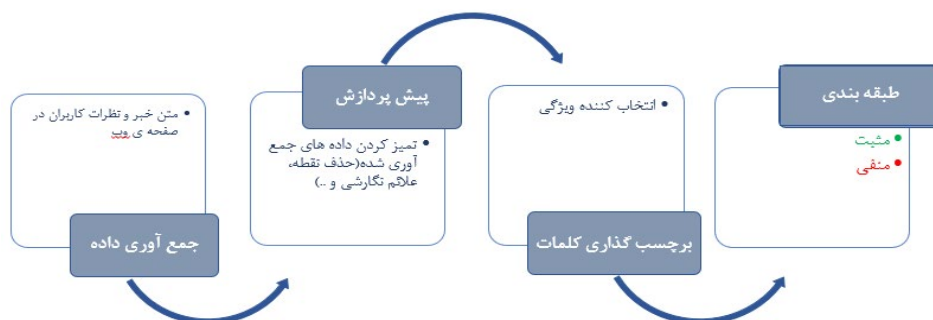 • متن خبر و نظرات کاربران در
صفحه ی وب
جمع آوری داده
پیش پردازش
• تمیز کردن داده های جمع
آوری شده(حذف نقطه،
علائم نگارشی و ..)
• انتخاب کننده ویژگی
برچسب گذاری کلمات
طبقه بندی
• مثبت
• منفی